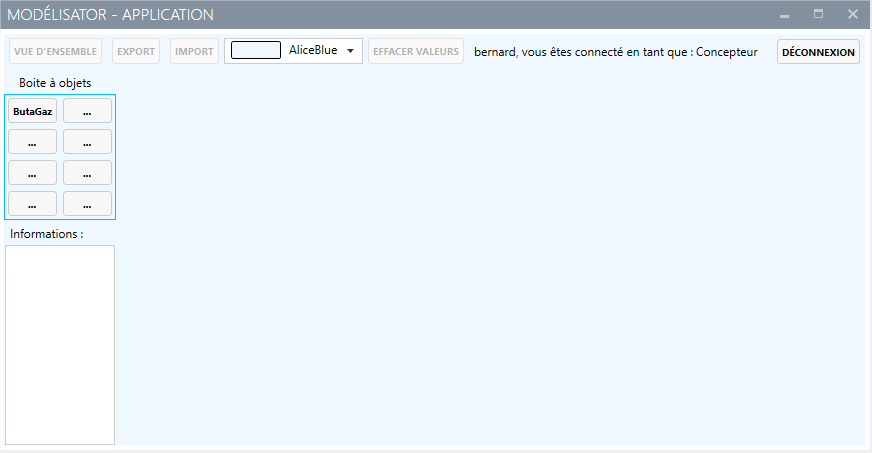 MODÉLISATOR - APPLICATION
VUE D'ENSEMBLE EXPORT IMPORT AliceBlue EFFACER VALEURS bernard, vous êtes connecté en tant que : Concepteur DÉCONNEXION
Boite à objets
ButaGaz ...
... ...
... ...
... ...
Informations :